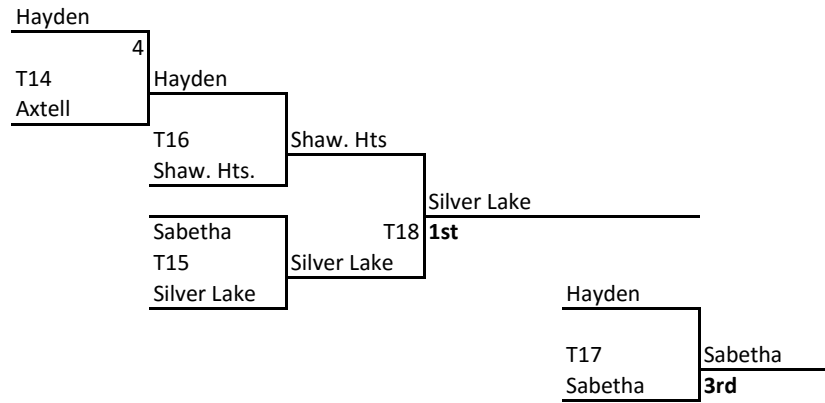 Hayden
4
T14 Hayden
Axtell
T16 Shaw. Hts
Shaw. Hts.
Silver Lake
Sabetha T18 1st
T15 Silver Lake
Silver Lake Hayden
T17 Sabetha
Sabetha 3rd